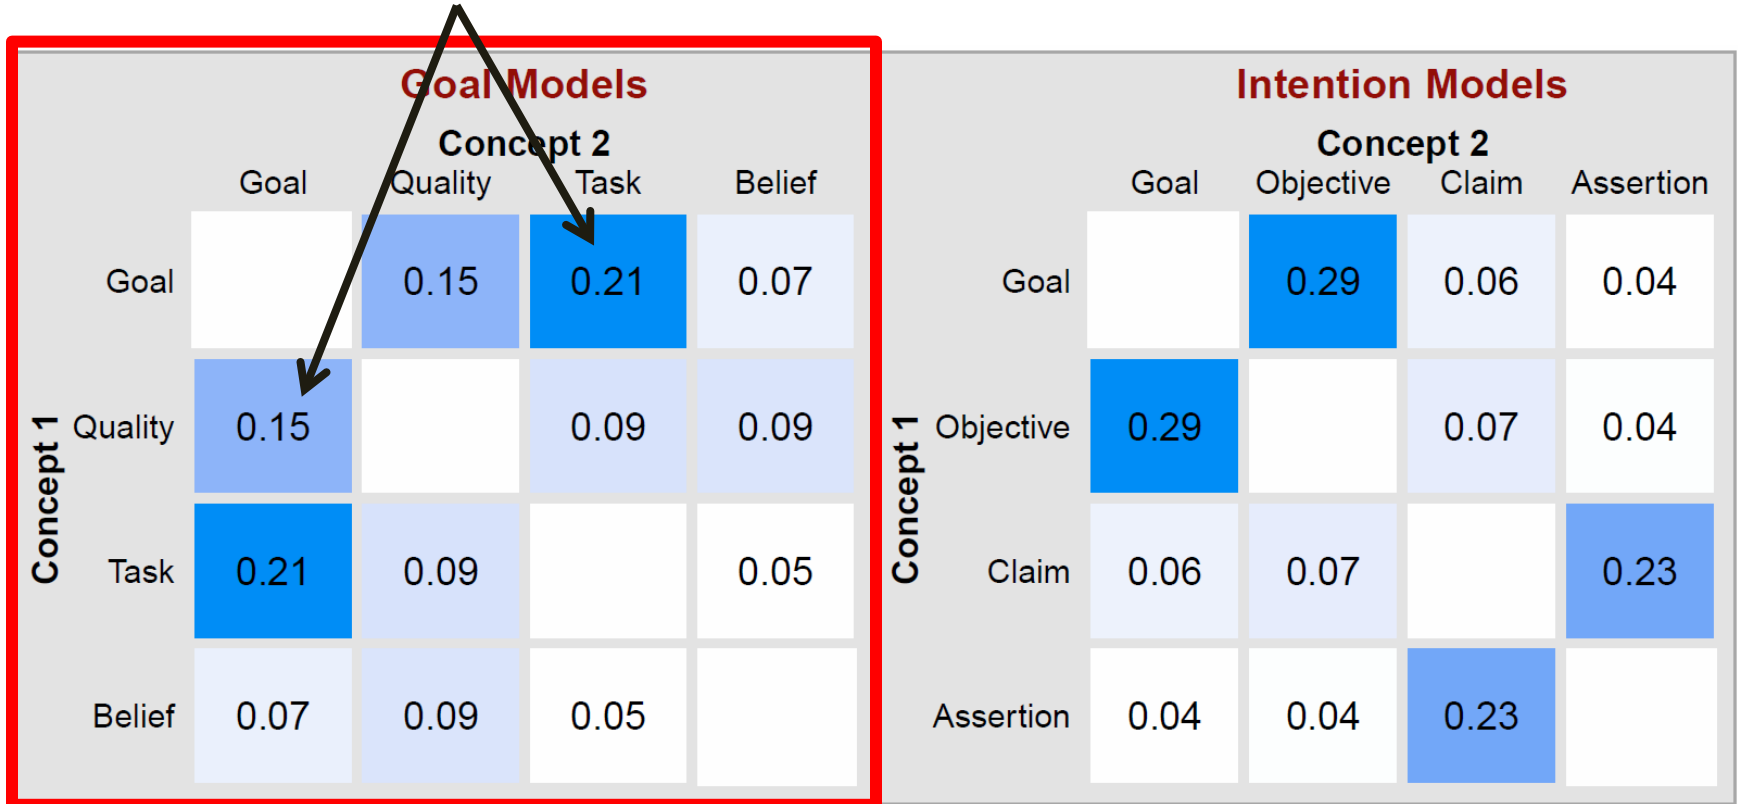 Goal Models
Concept 2
Goal Quality Task Belief
Goal 0.15 0.21 0.07
Quality 0.15 0.09 0.09
Task 0.21 0.09 0.05
Belief 0.07 0.09 0.05
Concept 1
Intention Models
Concept 2
Goal Objective Claim Assertion
Goal 0.29 0.06 0.04
Objective 0.29 0.07 0.04
Claim 0.06 0.07 0.23
Assertion 0.04 0.04 0.23
Concept 1